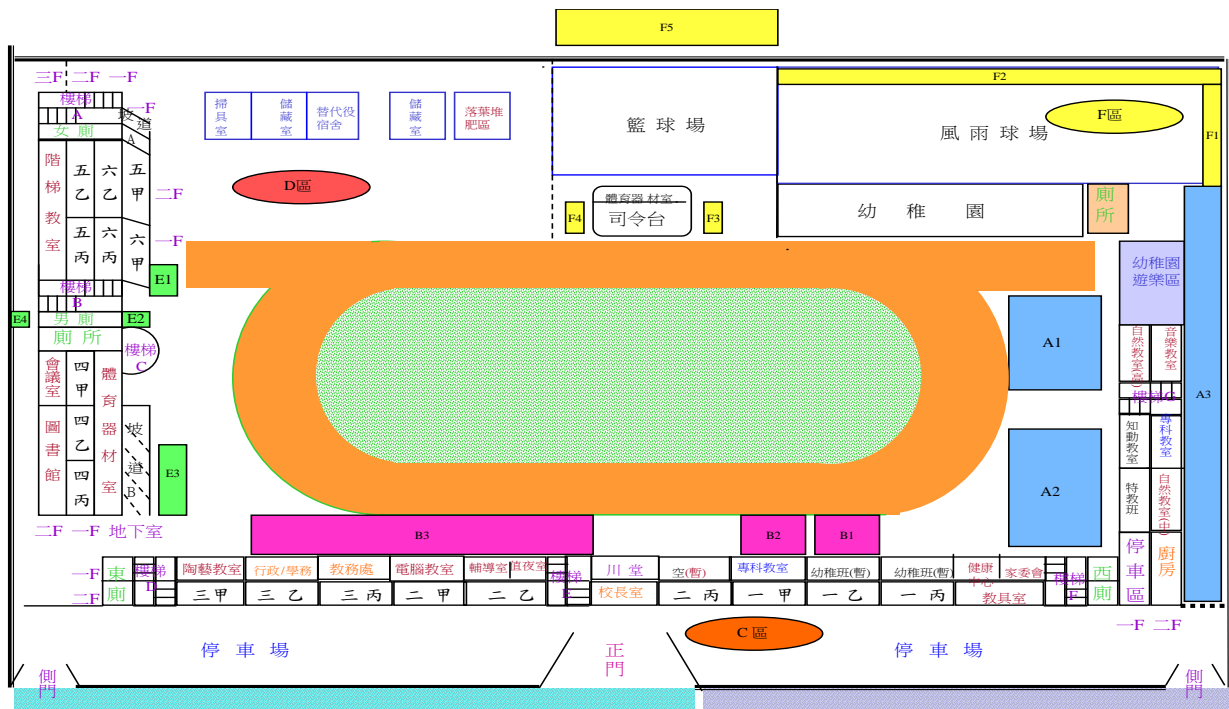 F5
三F 二F 一F
F2
樓梯
A
一F
坡
道
A
女 廁
掃具室
儲藏室
替代役
宿舍
儲藏室
落葉堆
肥區
籃 球 場
風 雨 球 場
F區
F1
階梯教室
五乙
六乙
五甲
二F
D區
體育器 材室
司令台
F4
F3
幼 稚 園
廁所
五丙
六丙
六甲
一F
樓梯
B
E1
幼稚園
遊樂區
男 廁
E4
E2
廁 所
樓梯
C
A1
自然教室(高)
音樂教室
會議室
四甲
體育器材室
樓梯G
A3
圖書館
四乙
四丙
坡
道
B
E3
A2
知動教室
專科教室
特教班
自然教室(中)
二F 一F 地下室
B3
B2
B1
停車區
廚房
一F
東廁
樓梯
D
陶藝教室
行政/學務
教務處
電腦教室
輔導室
值夜室
樓梯
E
川 堂
空(暫)
專科教室
幼稚班(暫)
幼稚班(暫)
健康
中心
家委會
樓梯
F
西廁
二F
三 甲
三 乙
三 丙
二 甲
二 乙
校長室
二 丙
一 甲
一 乙
一 丙
教具室
一F 二F
C 區
停 車 場
正門
停 車 場
側門
側門